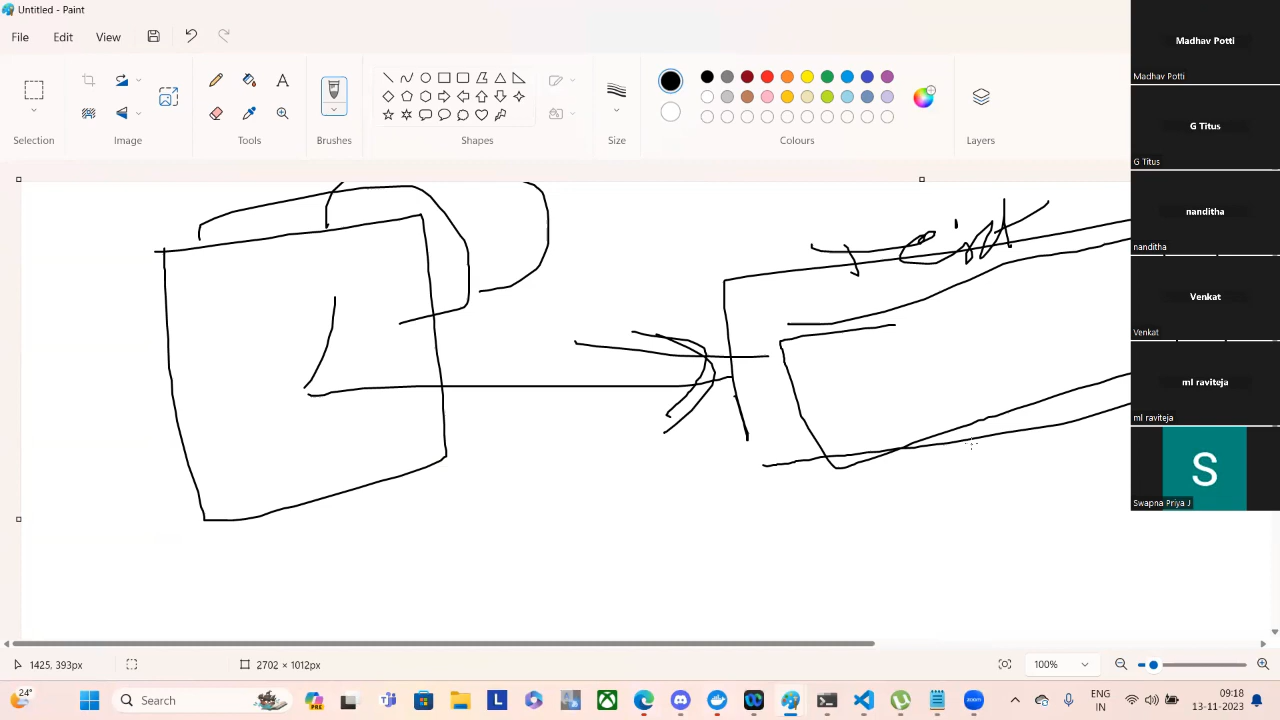 Untitled - Paint
File Edit View
Selection Image Tools Brushes Shapes Size Colours Layers
Madhav Potti
Madhav Potti
G Titus
G Titus
nanditha
nanditha
Venkat
Venkat
ml raviteja
ml raviteja
S
Swapna Priya J
1425, 393px 2702 × 1012px 100%
24° Search ENG IN 09:18 13-11-2023